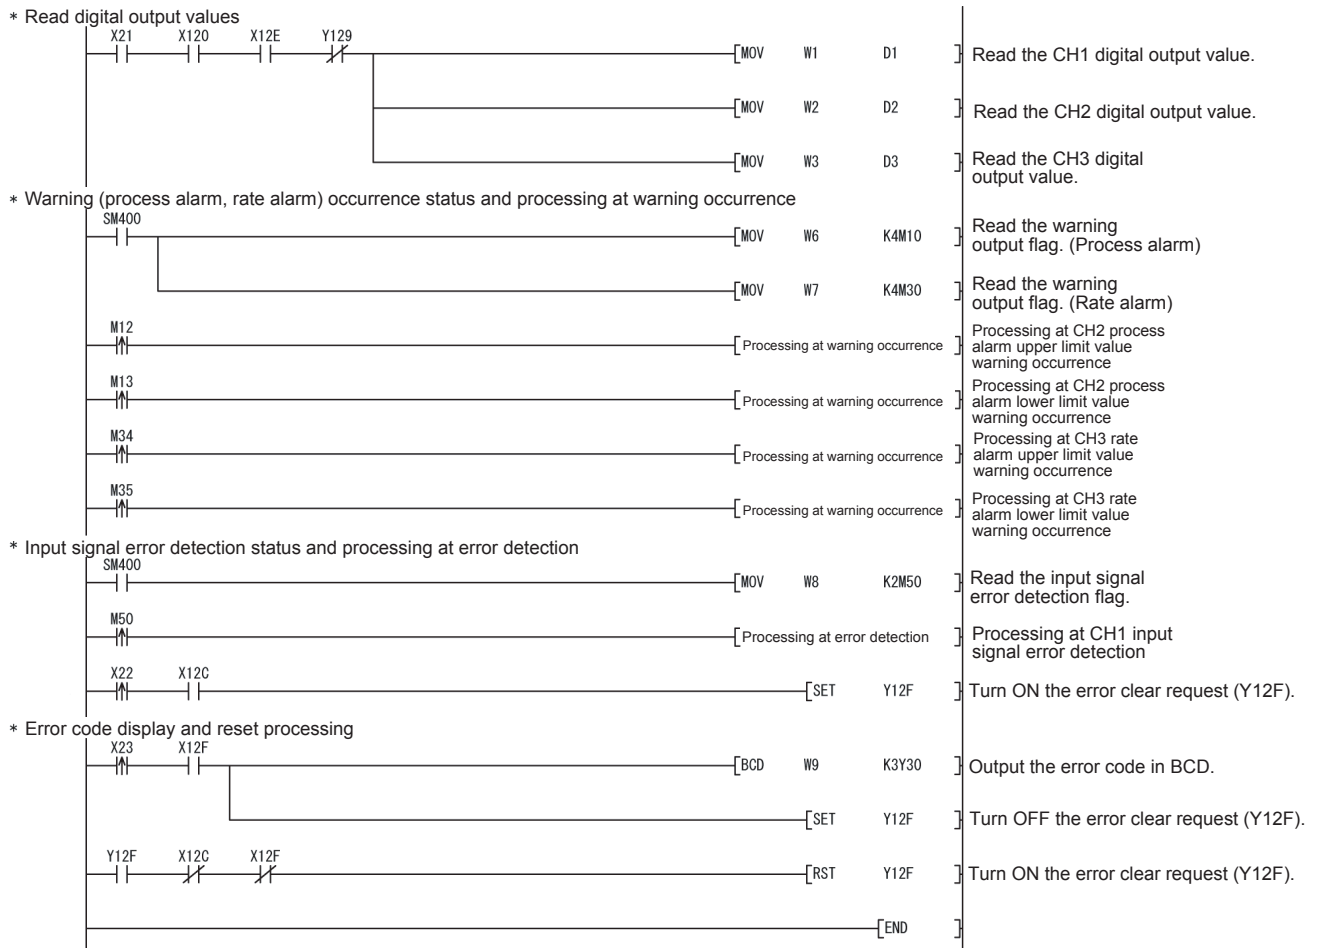 * Read digital output values
X21 X120 X12E Y129
MOV W1 D1 Read the CH1 digital output value.
MOV W2 D2 Read the CH2 digital output value.
MOV W3 D3 Read the CH3 digital
output value.
* Warning (process alarm, rate alarm) occurrence status and processing at warning occurrence
SM400
MOV W6 K4M10 Read the warning
output flag. (Process alarm)
MOV W7 K4M30 Read the warning
output flag. (Rate alarm)
M12
Processing at warning occurrence Processing at CH2 process
alarm upper limit value
warning occurrence
M13
Processing at warning occurrence Processing at CH2 process
alarm lower limit value
warning occurrence
M34
Processing at warning occurrence Processing at CH3 rate
alarm upper limit value
warning occurrence
M35
Processing at warning occurrence Processing at CH3 rate
alarm lower limit value
warning occurrence
* Input signal error detection status and processing at error detection
SM400
MOV W8 K2M50 Read the input signal
error detection flag.
M50
Processing at error detection Processing at CH1 input
signal error detection
X22 X12C
SET Y12F Turn ON the error clear request (Y12F).
* Error code display and reset processing
X23 X12F
BCD W9 K3Y30 Output the error code in BCD.
SET Y12F Turn OFF the error clear request (Y12F).
Y12F X12C X12F
RST Y12F Turn ON the error clear request (Y12F).
END